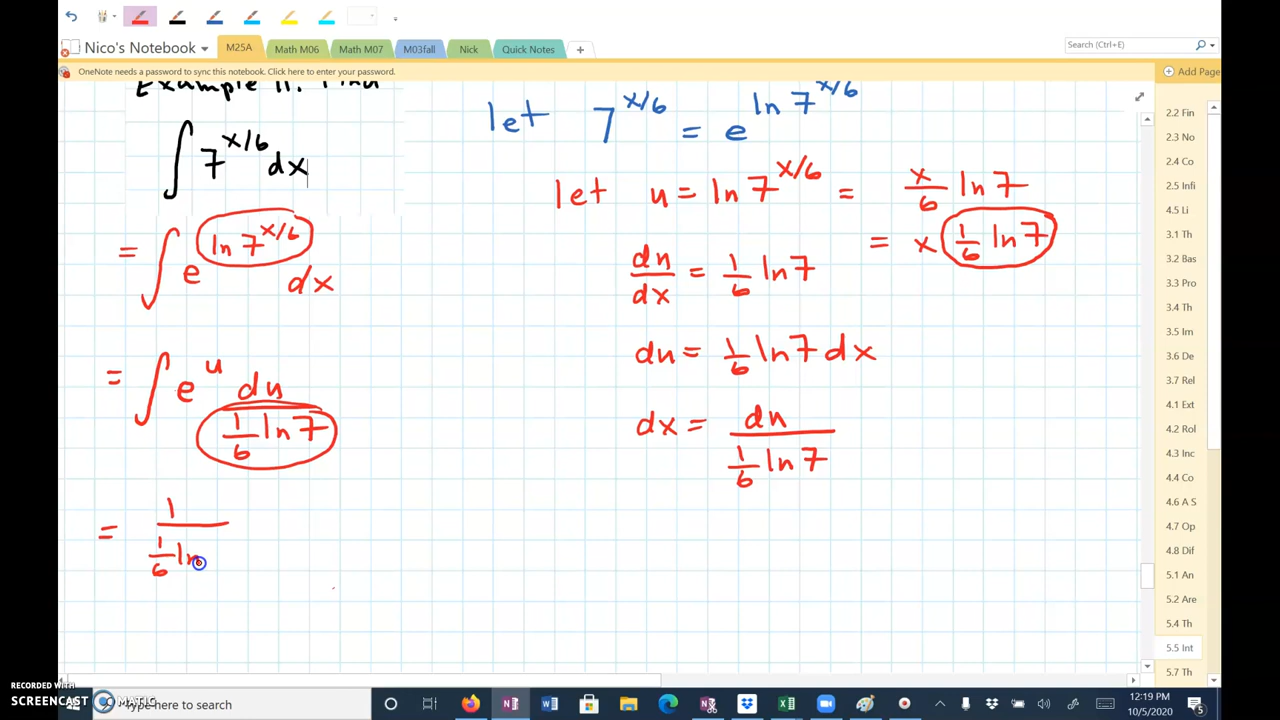 Nico's Notebook
M25A
Math M06
Math M07
M03fall
Nick
Quick Notes
Search (Ctrl+E)
OneNote needs a password to sync this notebook. Click here to enter your password.
Add Page
Example 11. Find
∫ 7^(x/6) dx
= ∫ e^(ln 7^(x/6)) dx
= ∫ e^u du / (1/6 ln 7)
= 1 / (1/6 ln
let 7^(x/6) = e^(ln 7^(x/6))
let u = ln 7^(x/6) = x/6 ln 7
= x (1/6 ln 7)
du/dx = 1/6 ln 7
du = 1/6 ln 7 dx
dx = du / (1/6 ln 7)
2.2 Fin
2.3 No
2.4 Co
2.5 Infi
4.5 Li
3.1 Th
3.2 Bas
3.3 Pro
3.4 Th
3.5 Im
3.6 De
3.7 Rel
4.1 Ext
4.2 Rol
4.3 Inc
4.4 Co
4.6 A S
4.7 Op
4.8 Dif
5.1 An
5.2 Are
5.4 Th
5.5 Int
5.7 Th
RECORDED WITH
SCREENCAST MATIC
Type here to search
12:19 PM
10/5/2020
5